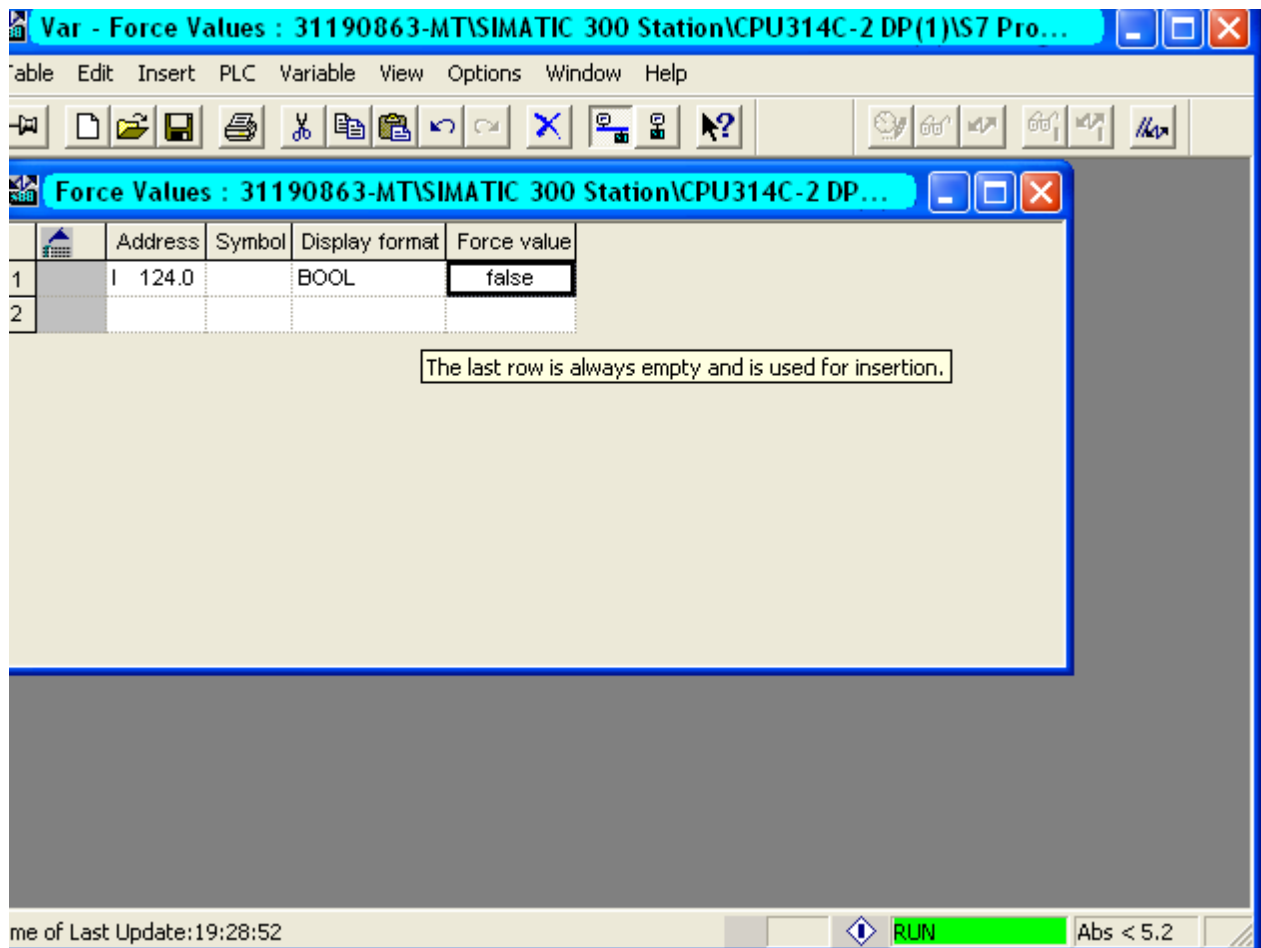 Var - Force Values : 31190863-MT\SIMATIC 300 Station\CPU314C-2 DP(1)\S7 Pro...
able Edit Insert PLC Variable View Options Window Help
Force Values : 31190863-MT\SIMATIC 300 Station\CPU314C-2 DP...
Address Symbol Display format Force value
1 I 124.0 BOOL false
2
The last row is always empty and is used for insertion.
me of Last Update:19:28:52 RUN Abs < 5.2